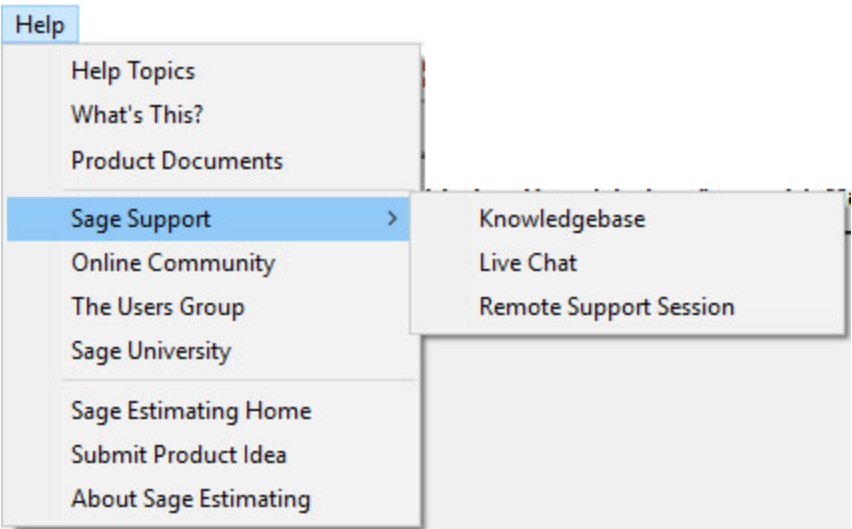 Help
Help Topics
What's This?
Product Documents
Sage Support
Knowledgebase
Live Chat
Remote Support Session
Online Community
The Users Group
Sage University
Sage Estimating Home
Submit Product Idea
About Sage Estimating